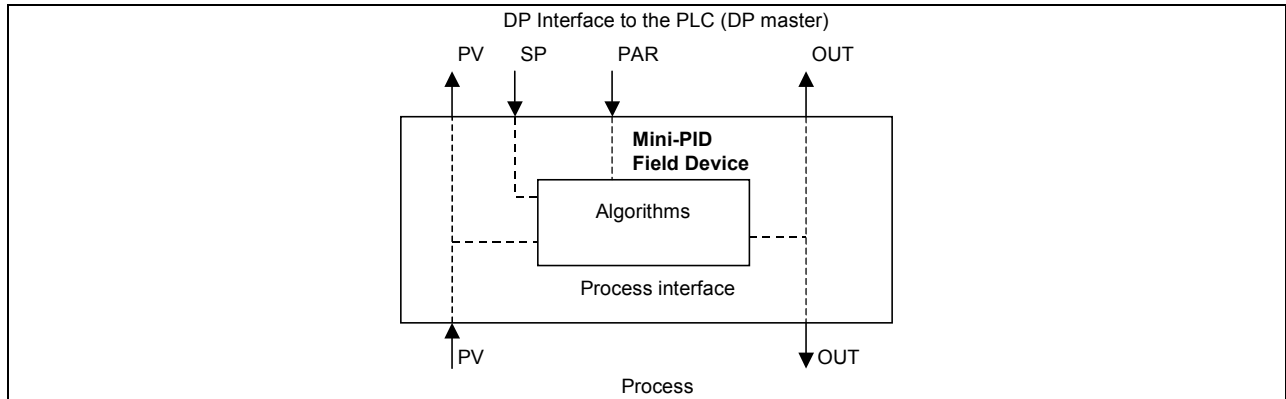 DP Interface to the PLC (DP master)
PV SP PAR OUT
Mini-PID
Field Device
Algorithms
Process interface
PV OUT
Process